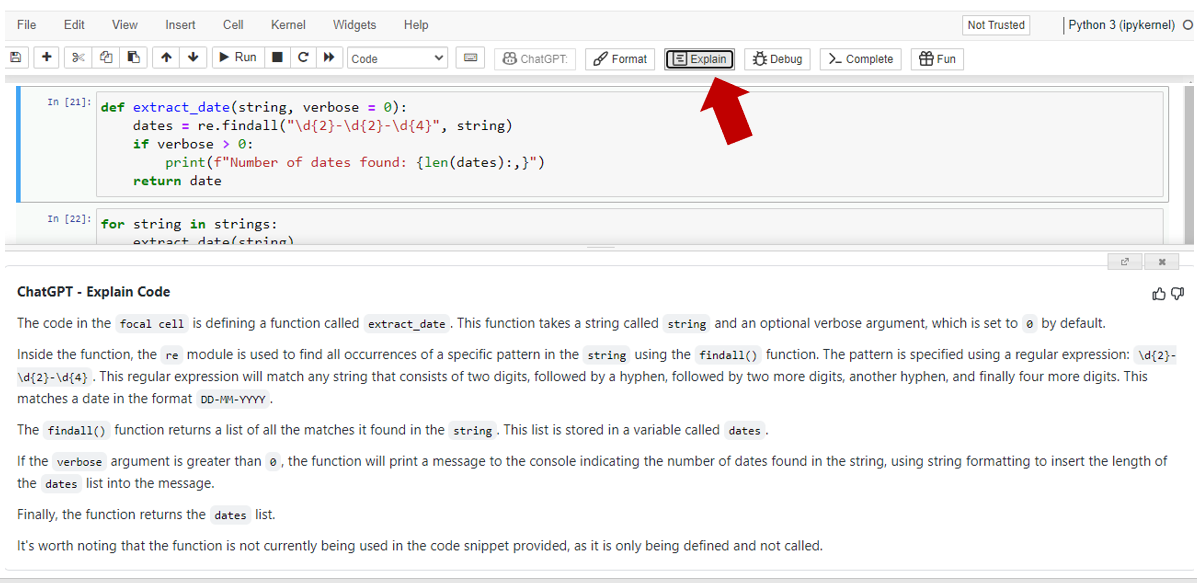 File Edit View Insert Cell Kernel Widgets Help Not Trusted Python 3 (ipykernel)
Run Code ChatGPT: Format Explain Debug Complete Fun
In [21]: def extract_date(string, verbose = 0):
dates = re.findall("\d{2}-\d{2}-\d{4}", string)
if verbose > 0:
print(f"Number of dates found: {len(dates):,}")
return date
In [22]: for string in strings:
extract_date(string)
ChatGPT - Explain Code
The code in the focal cell is defining a function called extract_date. This function takes a string called string and an optional verbose argument, which is set to 0 by default.
Inside the function, the re module is used to find all occurrences of a specific pattern in the string using the findall() function. The pattern is specified using a regular expression: \d{2}-
\d{2}-\d{4}. This regular expression will match any string that consists of two digits, followed by a hyphen, followed by two more digits, another hyphen, and finally four more digits. This
matches a date in the format DD-MM-YYYY.
The findall() function returns a list of all the matches it found in the string. This list is stored in a variable called dates.
If the verbose argument is greater than 0, the function will print a message to the console indicating the number of dates found in the string, using string formatting to insert the length of
the dates list into the message.
Finally, the function returns the dates list.
It's worth noting that the function is not currently being used in the code snippet provided, as it is only being defined and not called.